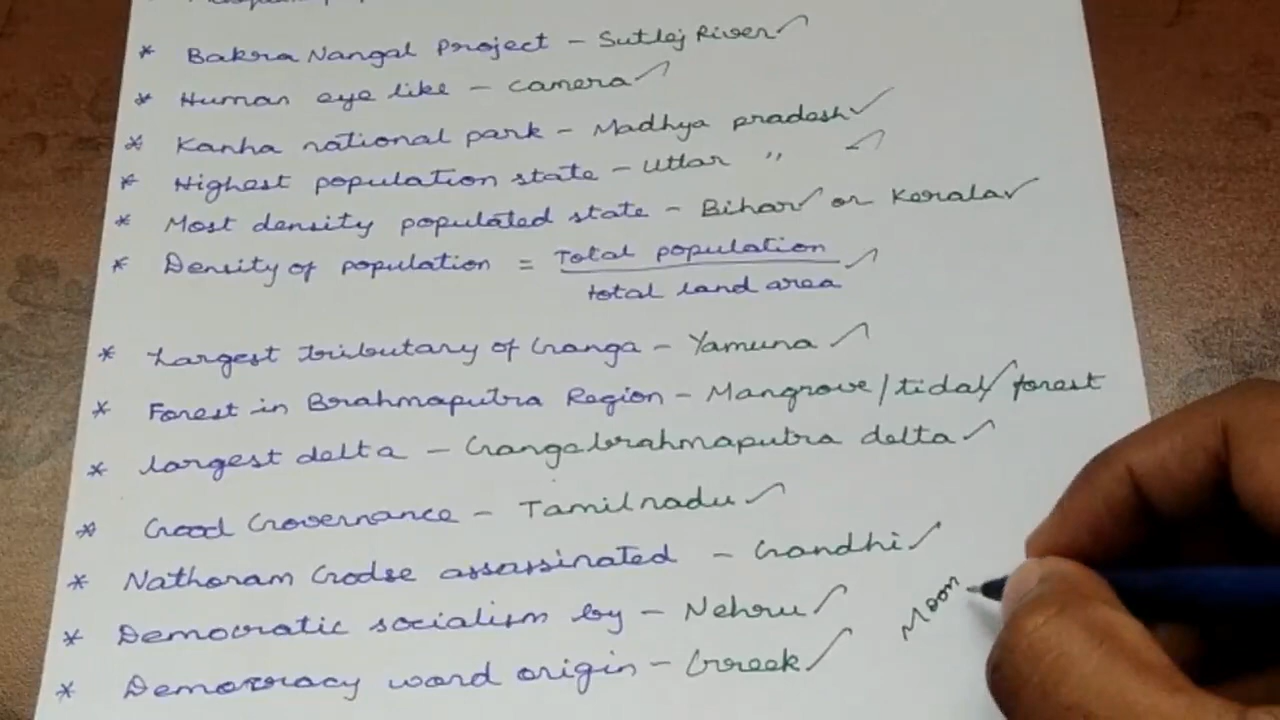 * Bakra Nangal Project – Sutlej River
* Human eye like – camera
* Kanha national park – Madhya pradesh
* Highest population state – Uttar "
* Most density populated state – Bihar or Kerala
* Density of population = Total population
total land area
* Largest tributary of Ganga – Yamuna
* Forest in Brahmaputra Region – Mangrove/tidal forest
* largest delta – Gangabrahmaputra delta
* Good Governance – Tamilnadu
* Nathoram Godse assassinated – Gandhi
* Democratic socialism by – Nehru
* Democracy word origin – Greek
Moon